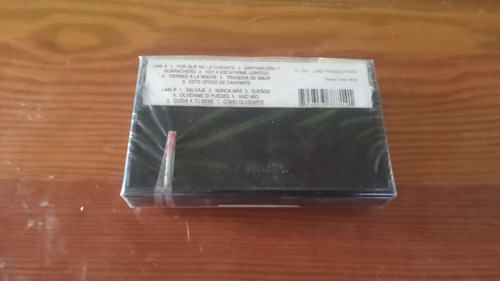 Lado A 1. POR QUE NO LA CUIDASTE 2. SANTIAGUERO Y
GUARACHERO 3. VOY A ESCAPARME CONTIGO
4. VIERNES A LA NOCHE 5. TRAGEDIA DE AMOR
6. ESTE OFICIO DE CANTANTE
Lado B 1. SALVAJE 2. NUNCA MÁS 3. SUEÑOS
4. OLVIDAME SI PUEDES 5. HIJO MIO
6. CUIDA A TU BEBE 7. COMO OLVIDARTE